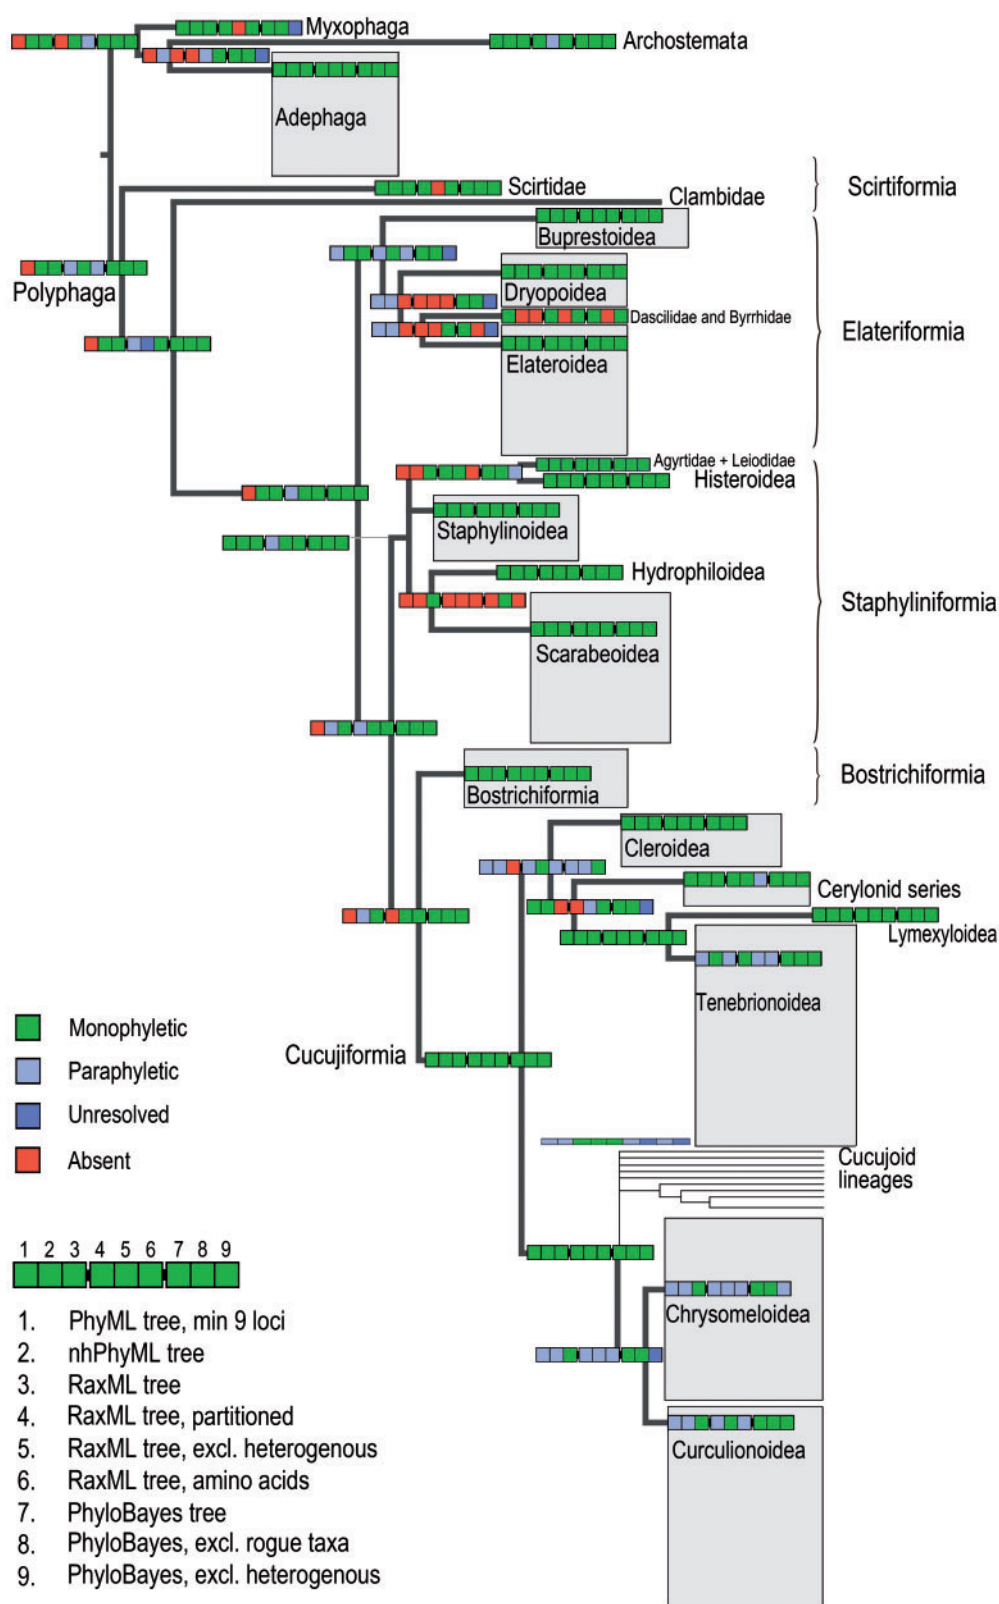 Myxophaga
Archostemata
Adephaga
Scirtidae
Scirtiformia
Clambidae
Buprestoidea
Polyphaga
Dryopoidea
Dascilidae and Byrrhidae
Elateriformia
Elateroidea
Agyrtidae + Leiodidae
Histeroidea
Staphylinoidea
Hydrophiloidea
Staphyliniformia
Scarabeoidea
Bostrichiformia
Bostrichiformia
Cleroidea
Cerylonid series
Lymexyloidea
Tenebrionoidea
Monophyletic
Cucujiformia
Paraphyletic
Unresolved
Absent
Cucujoid
lineages
1 2 3 4 5 6 7 8 9
Chrysomeloidea
Curculionoidea
1. PhyML tree, min 9 loci
2. nhPhyML tree
3. RaxML tree
4. RaxML tree, partitioned
5. RaxML tree, excl. heterogenous
6. RaxML tree, amino acids
7. PhyloBayes tree
8. PhyloBayes, excl. rogue taxa
9. PhyloBayes, excl. heterogenous